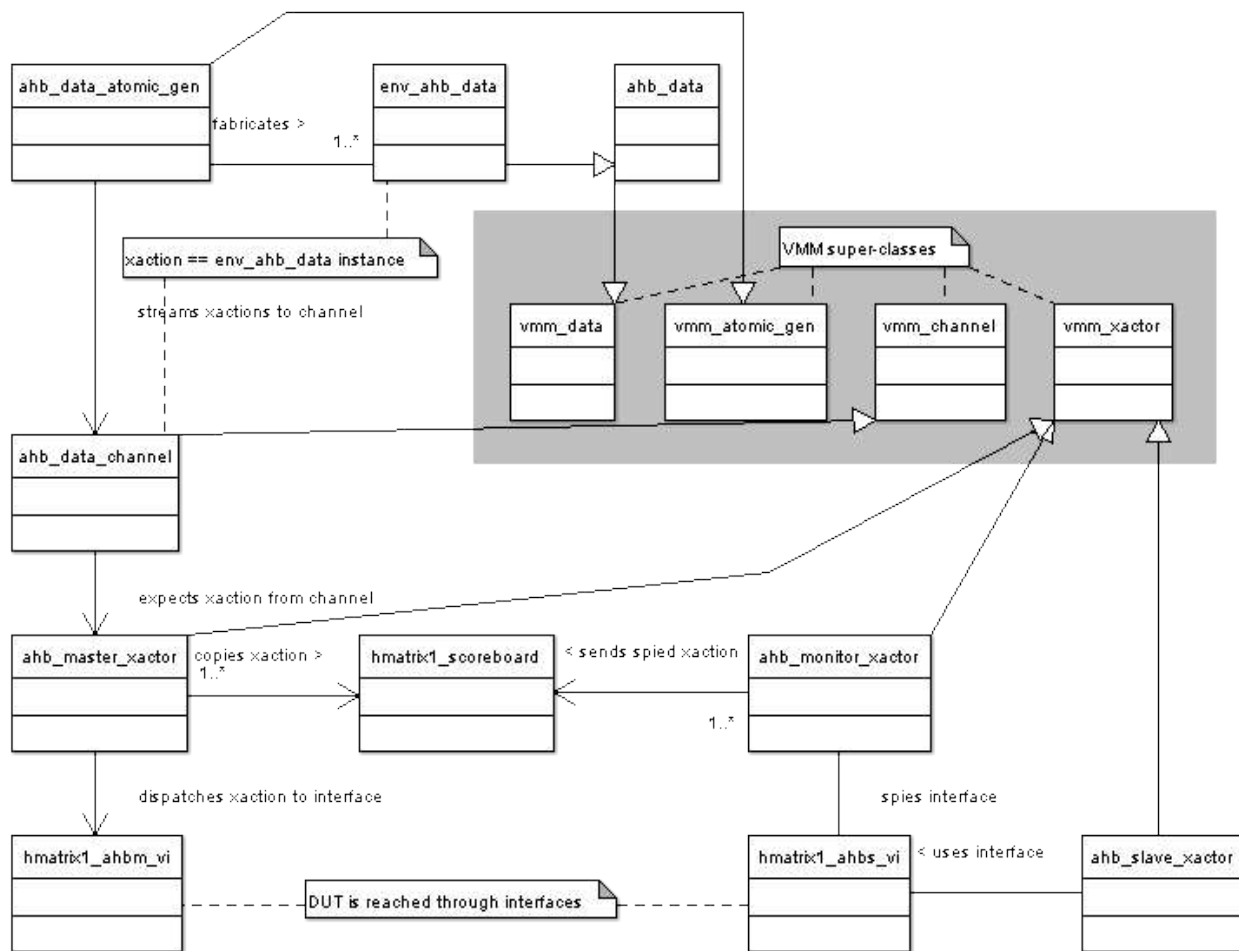 ahb_data_atomic_gen
env_ahb_data
ahb_data
fabricates >
1..*
xaction == env_ahb_data instance
VMM super-classes
streams xactions to channel
vmm_data
vmm_atomic_gen
vmm_channel
vmm_xactor
ahb_data_channel
expects xaction from channel
ahb_master_xactor
copies xaction >
1..*
hmatrix1_scoreboard
< sends spied xaction
ahb_monitor_xactor
1..*
dispatches xaction to interface
spies interface
hmatrix1_ahbm_vi
hmatrix1_ahbs_vi
< uses interface
ahb_slave_xactor
DUT is reached through interfaces